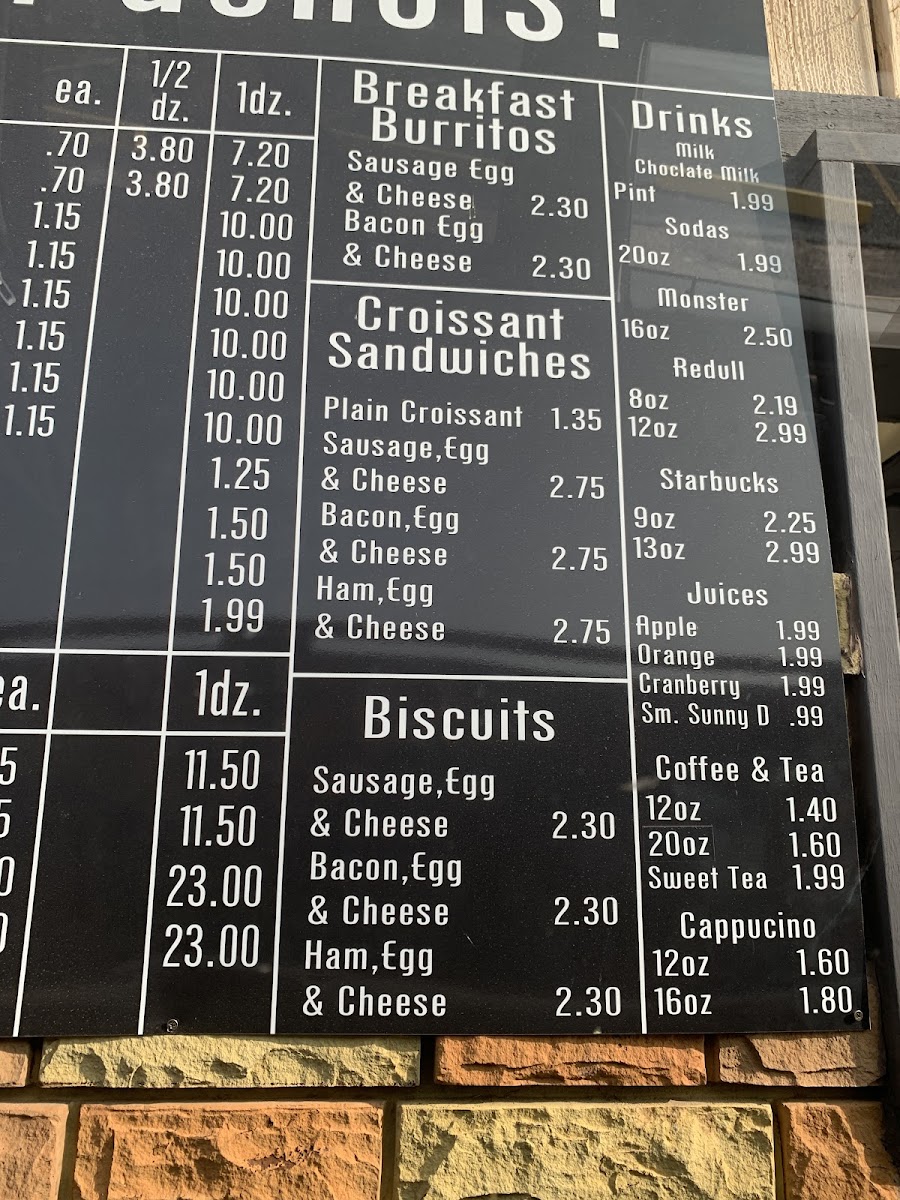 ea. 1/2 dz. 1dz.
.70 3.80 7.20
.70 3.80 7.20
1.15 10.00
1.15 10.00
1.15 10.00
1.15 10.00
1.15 10.00
1.15 10.00
1.25
1.50
1.50
1.99
ea. 1dz.
5 11.50
5 11.50
0 23.00
23.00
Breakfast
Burritos
Sausage Egg
& Cheese 2.30
Bacon Egg
& Cheese 2.30
Croissant
Sandwiches
Plain Croissant 1.35
Sausage,Egg
& Cheese 2.75
Bacon,Egg
& Cheese 2.75
Ham,Egg
& Cheese 2.75
Biscuits
Sausage,Egg
& Cheese 2.30
Bacon,Egg
& Cheese 2.30
Ham,Egg
& Cheese 2.30
Drinks
Milk
Choclate Milk
Pint 1.99
Sodas
20oz 1.99
Monster
16oz 2.50
Redull
8oz 2.19
12oz 2.99
Starbucks
9oz 2.25
13oz 2.99
Juices
Apple 1.99
Orange 1.99
Cranberry 1.99
Sm. Sunny D .99
Coffee & Tea
12oz 1.40
20oz 1.60
Sweet Tea 1.99
Cappucino
12oz 1.60
16oz 1.80